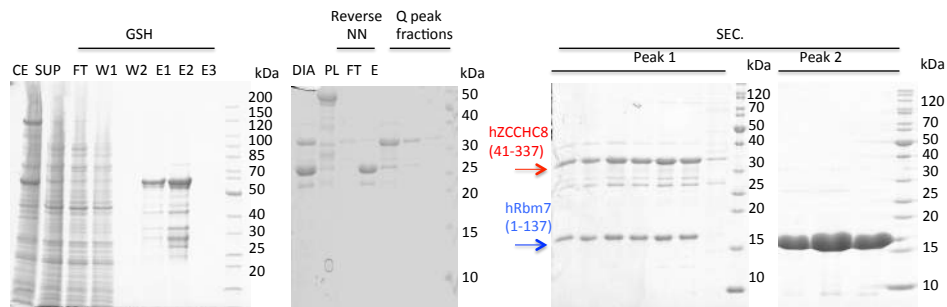 GSH
CE SUP FT W1 W2 E1 E2 E3
kDa
200
150
120
100
85
70
50
40
30
25
20
Reverse
NN
Q peak
fractions
DIA PL FT E
kDa
50
40
30
25
20
15
10
SEC.
Peak 1
Peak 2
hZCCHC8
(41-337)
hRbm7
(1-137)
kDa
120
70
50
40
30
25
20
15
10
kDa
120
70
50
40
30
25
20
15
10